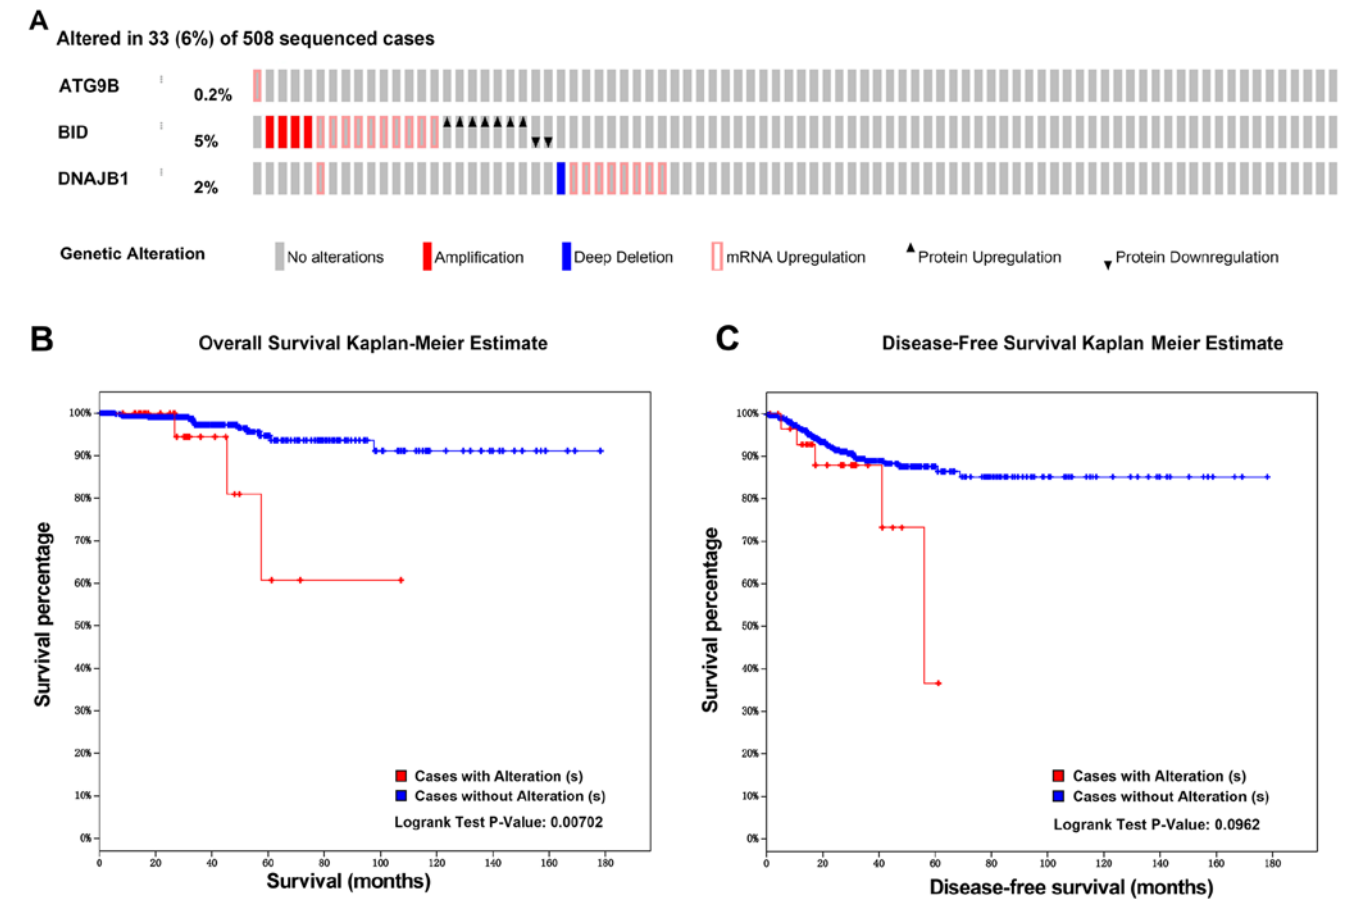 A
Altered in 33 (6%) of 508 sequenced cases
ATG9B 0.2%
BID 5%
DNAJB1 2%
Genetic Alteration No alterations Amplification Deep Deletion mRNA Upregulation Protein Upregulation Protein Downregulation
B
Overall Survival Kaplan-Meier Estimate
100%
90%
80%
70%
60%
50%
40%
30%
20%
10%
0%
Survival percentage
Cases with Alteration (s)
Cases without Alteration (s)
Logrank Test P-Value: 0.00702
0 20 40 60 80 100 120 140 160 180
Survival (months)
C
Disease-Free Survival Kaplan Meier Estimate
100%
90%
80%
70%
60%
50%
40%
30%
20%
10%
0%
Survival percentage
Cases with Alteration (s)
Cases without Alteration (s)
Logrank Test P-Value: 0.0962
0 20 40 60 80 100 120 140 160 180
Disease-free survival (months)